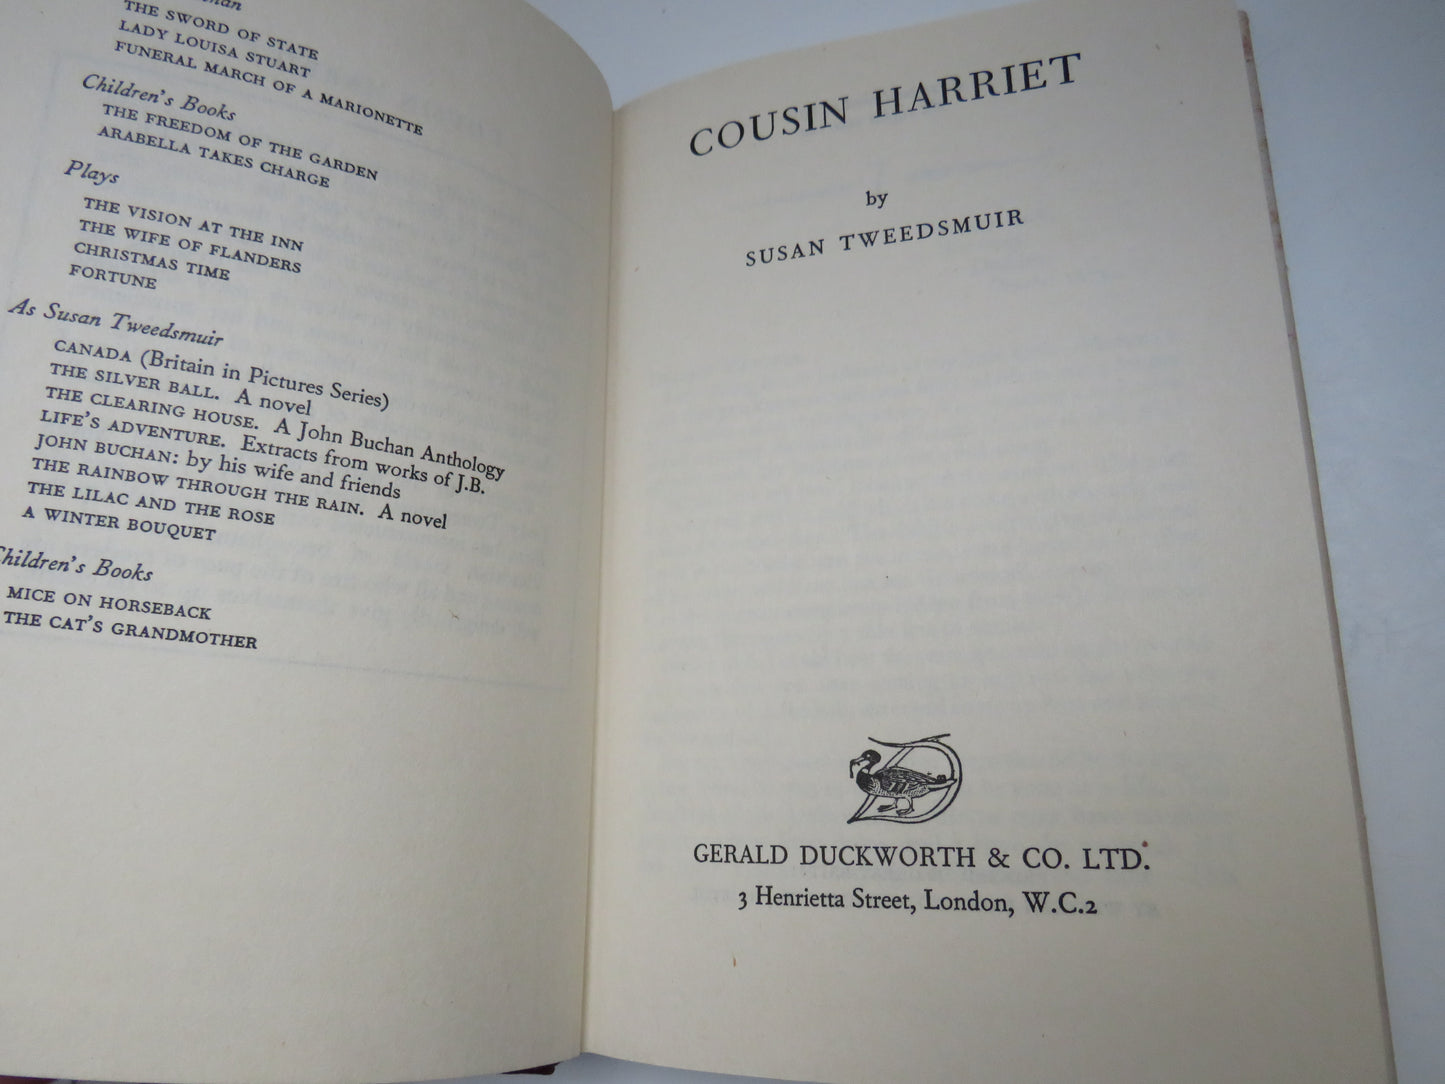 THE SWORD OF STATE
LADY LOUISA STUART
FUNERAL MARCH OF A MARIONETTE
Children's Books
THE FREEDOM OF THE GARDEN
ARABELLA TAKES CHARGE
Plays
THE VISION AT THE INN
THE WIFE OF FLANDERS
CHRISTMAS TIME
FORTUNE
As Susan Tweedsmuir
CANADA (Britain in Pictures Series)
THE SILVER BALL. A novel
THE CLEARING HOUSE. A John Buchan Anthology
LIFE'S ADVENTURE. Extracts from works of J.B.
JOHN BUCHAN: by his wife and friends
THE RAINBOW THROUGH THE RAIN. A novel
THE LILAC AND THE ROSE
A WINTER BOUQUET
Children's Books
MICE ON HORSEBACK
THE CAT'S GRANDMOTHER
COUSIN HARRIET
by
SUSAN TWEEDSMUIR
GERALD DUCKWORTH & CO. LTD.
3 Henrietta Street, London, W.C.2